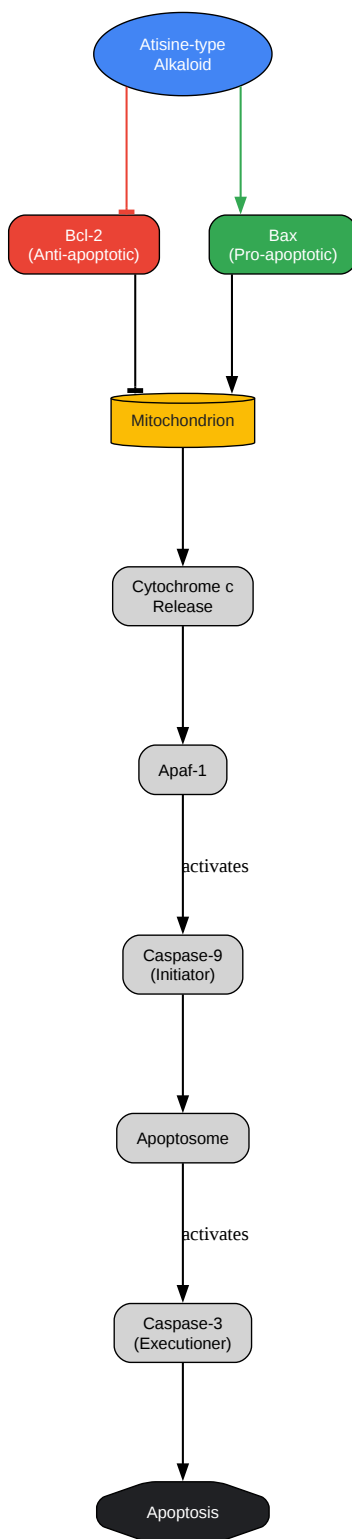 Atisine-type
Alkaloid
Bcl-2
(Anti-apoptotic)
Bax
(Pro-apoptotic)
Mitochondrion
Cytochrome c
Release
Apaf-1
activates
Caspase-9
(Initiator)
Apoptosome
activates
Caspase-3
(Executioner)
Apoptosis